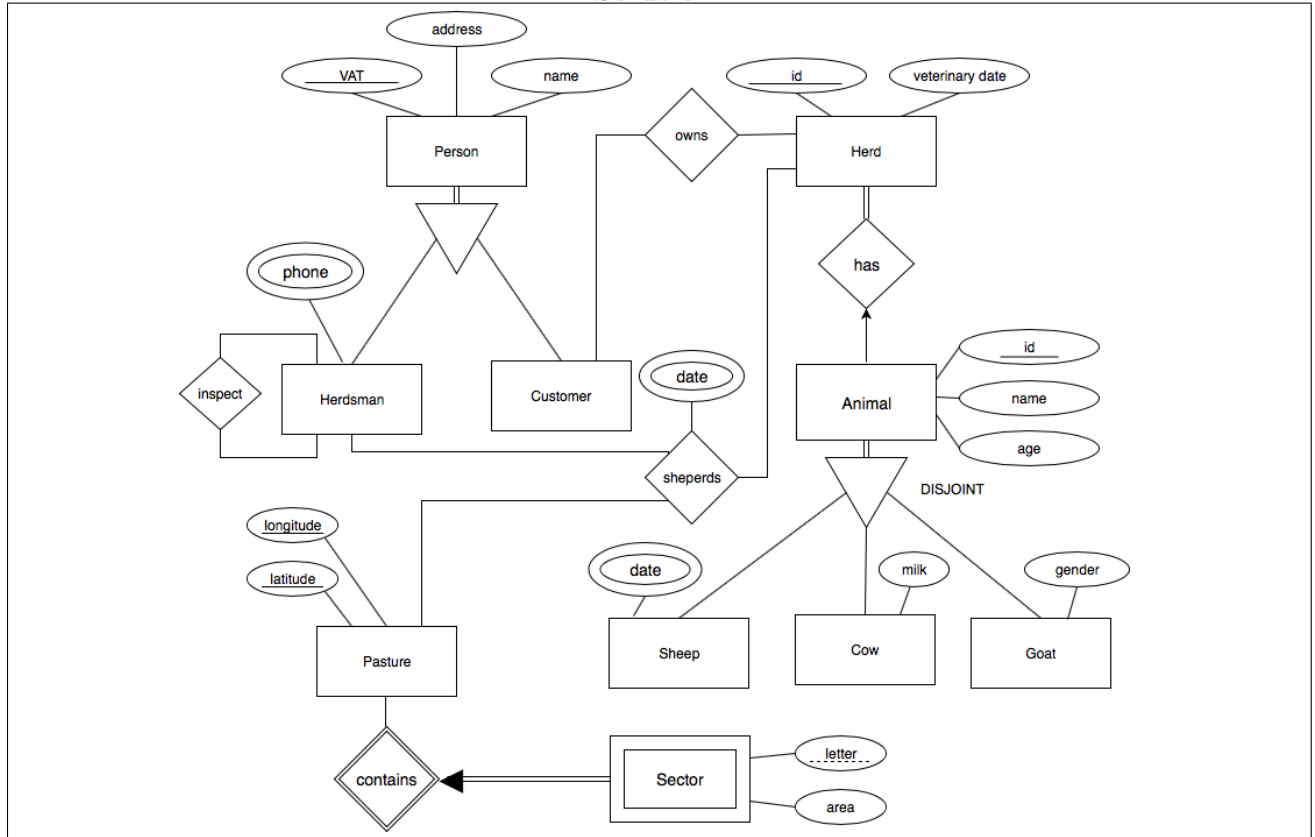 address
VAT
name
id
veterinary date
owns
Person
Herd
has
phone
id
date
inspect
Herdsman
Customer
name
Animal
age
sheperds
DISJOINT
longitude
date
milk
gender
latitude
Sheep
Cow
Goat
Pasture
letter
contains
Sector
area